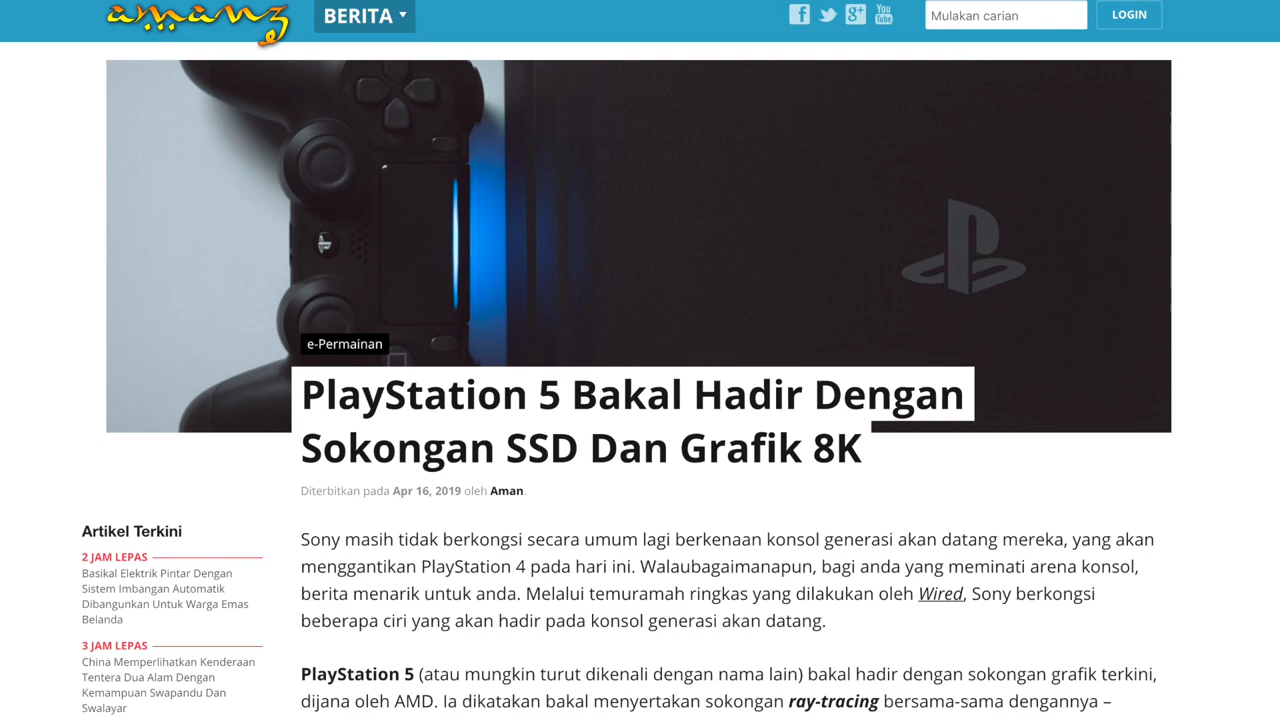 amanz
BERITA
You
Tube
Mulakan carian
LOGIN
e-Permainan
PlayStation 5 Bakal Hadir Dengan
Sokongan SSD Dan Grafik 8K
Diterbitkan pada Apr 16, 2019 oleh Aman.
Artikel Terkini
2 JAM LEPAS
Basikal Elektrik Pintar Dengan
Sistem Imbangan Automatik
Dibangunkan Untuk Warga Emas
Belanda
3 JAM LEPAS
China Memperlihatkan Kenderaan
Tentera Dua Alam Dengan
Kemampuan Swapandu Dan
Swalayar
Sony masih tidak berkongsi secara umum lagi berkenaan konsol generasi akan datang mereka, yang akan
menggantikan PlayStation 4 pada hari ini. Walaubagaimanapun, bagi anda yang meminati arena konsol,
berita menarik untuk anda. Melalui temuramah ringkas yang dilakukan oleh Wired, Sony berkongsi
beberapa ciri yang akan hadir pada konsol generasi akan datang.
PlayStation 5 (atau mungkin turut dikenali dengan nama lain) bakal hadir dengan sokongan grafik terkini,
dijana oleh AMD. Ia dikatakan bakal menyertakan sokongan ray-tracing bersama-sama dengannya –